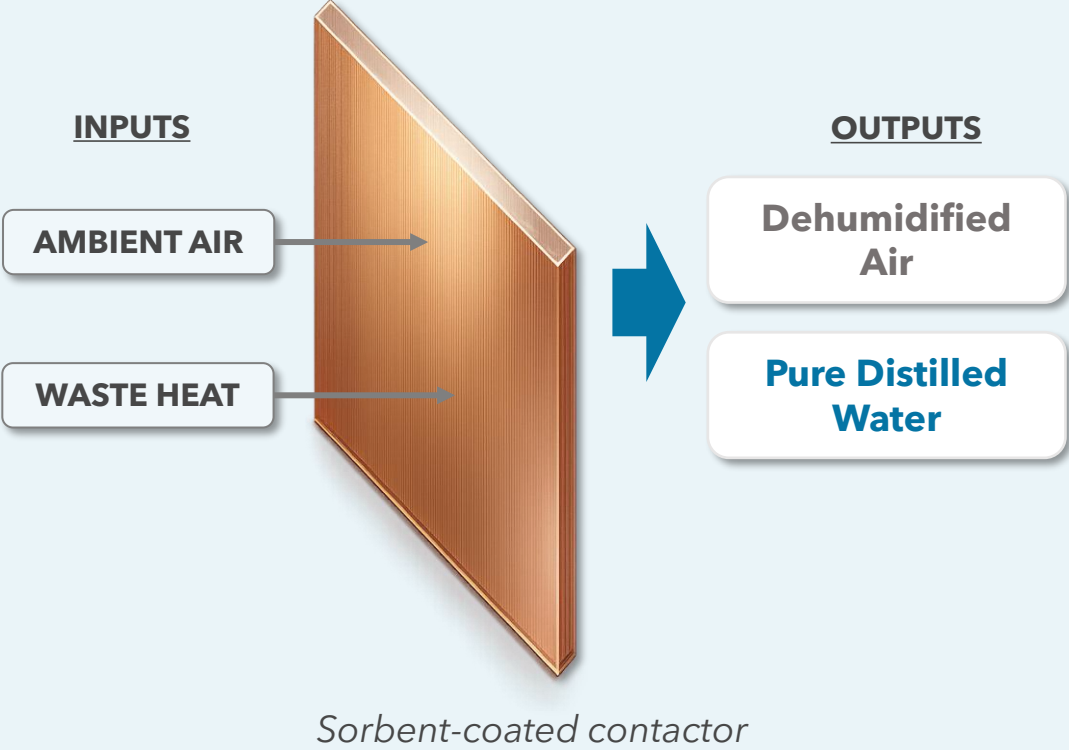 INPUTS
AMBIENT AIR
WASTE HEAT
OUTPUTS
Dehumidified
Air
Pure Distilled
Water
Sorbent-coated contactor